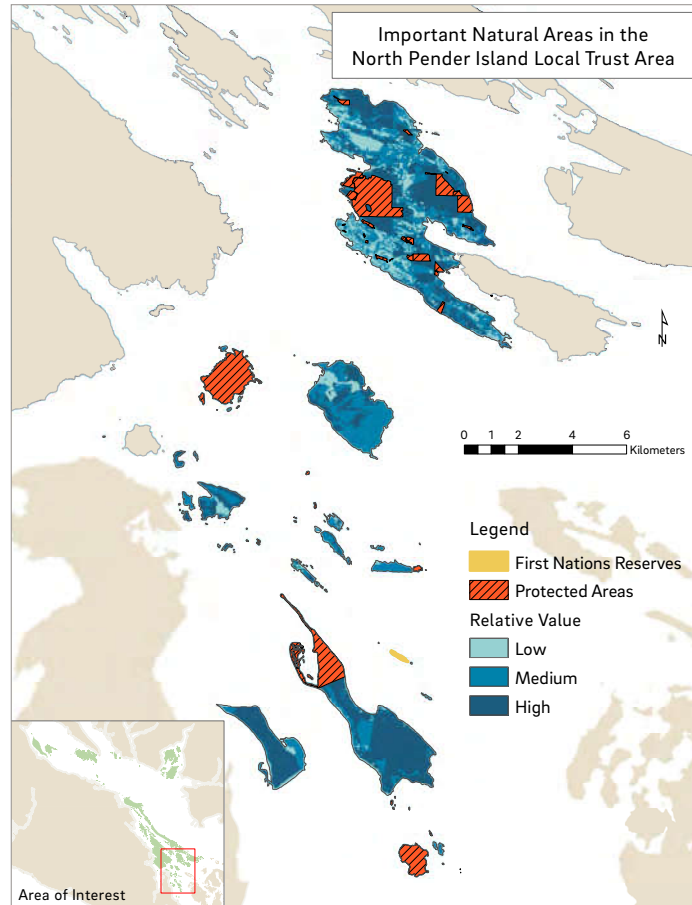 Important Natural Areas in the
North Pender Island Local Trust Area
N
0 1 2 4 6
Kilometers
Legend
First Nations Reserves
Protected Areas
Relative Value
Low
Medium
High
Area of Interest